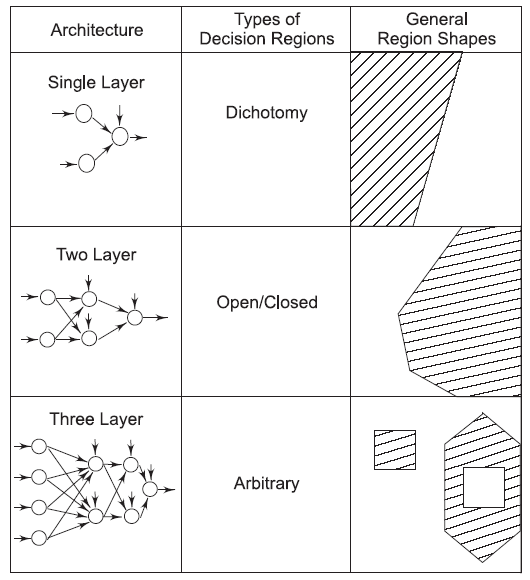 Architecture
Types of
Decision Regions
General
Region Shapes
Single Layer
Dichotomy
Two Layer
Open/Closed
Three Layer
Arbitrary